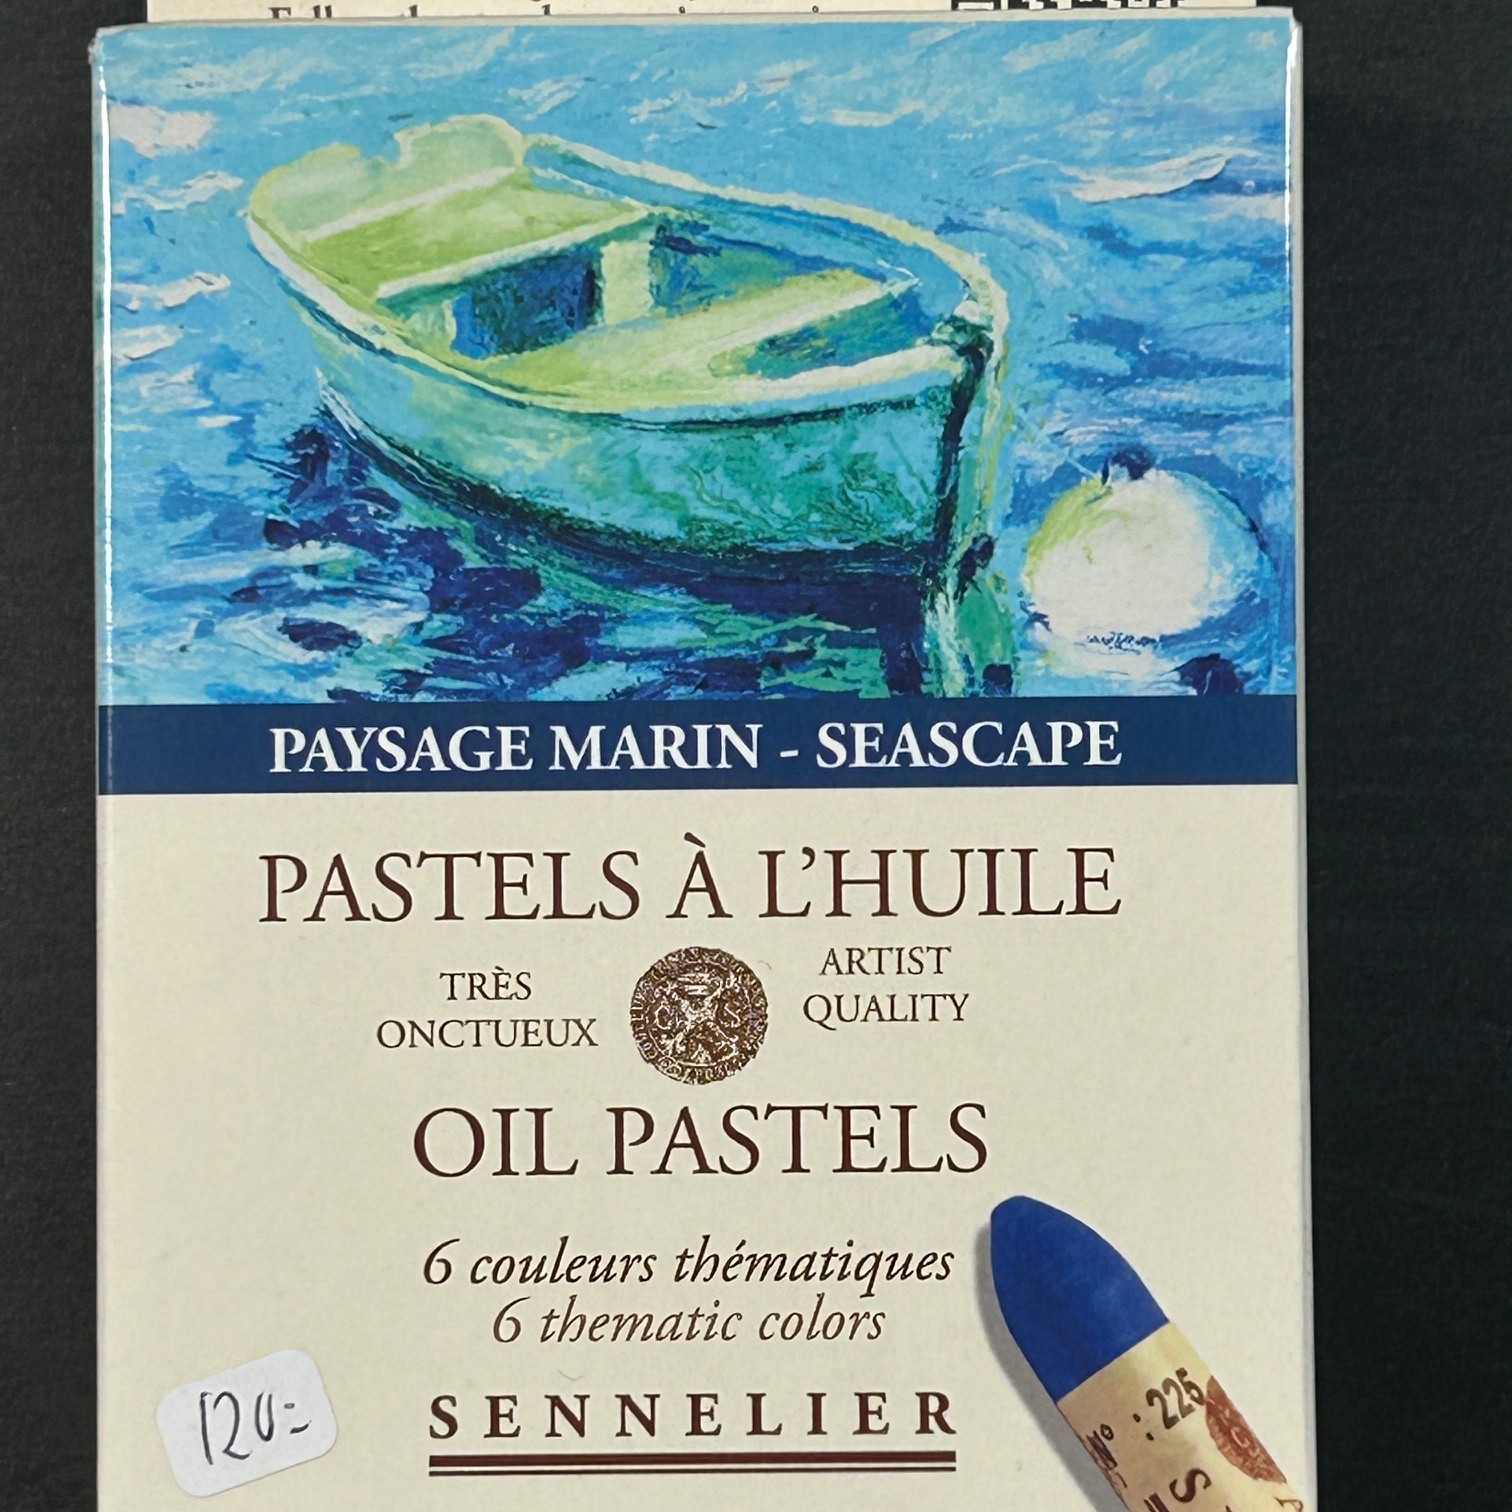 PAYSAGE MARIN - SEASCAPE
PASTELS À L'HUILE
TRÈS
ONCTUEUX
ARTIST
QUALITY
C S
OIL PASTELS
6 couleurs thématiques
6 thematic colors
SENNELIER
120:-
: 225